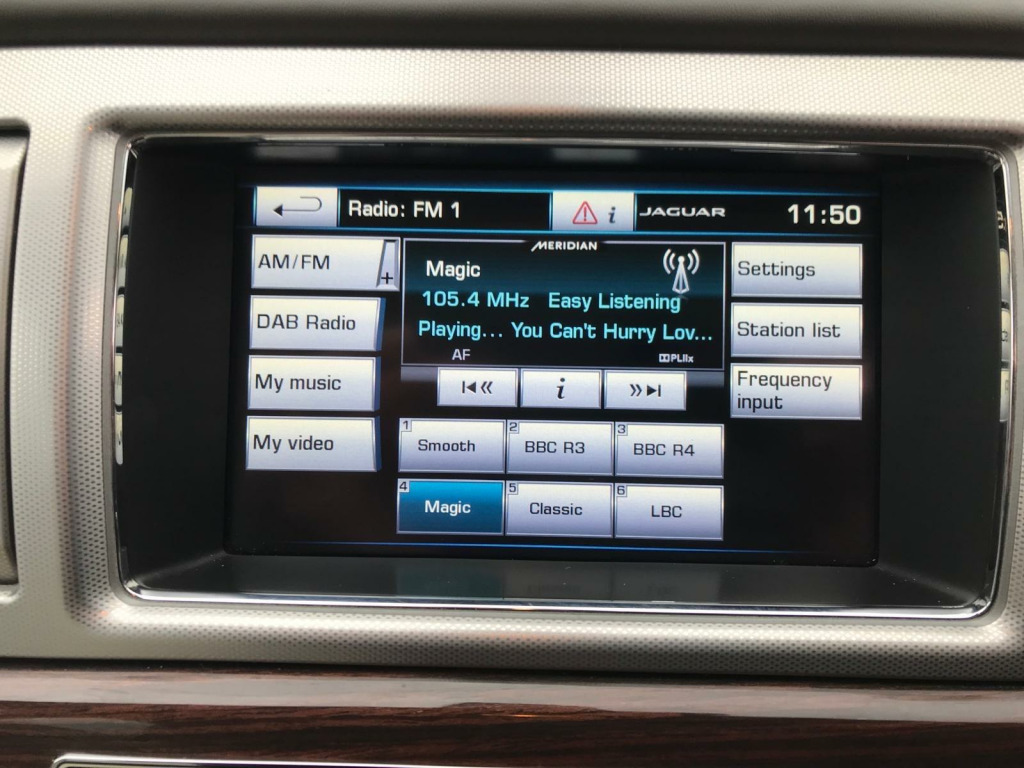 Radio: FM 1
i
JAGUAR
11:50
AM/FM
+
MERIDIAN
Magic
105.4 MHz Easy Listening
Playing... You Can't Hurry Lov...
AF
PLIIx
Settings
DAB Radio
Station list
My music
i
Frequency
input
My video
1
Smooth
2
BBC R3
3
BBC R4
4
Magic
5
Classic
6
LBC